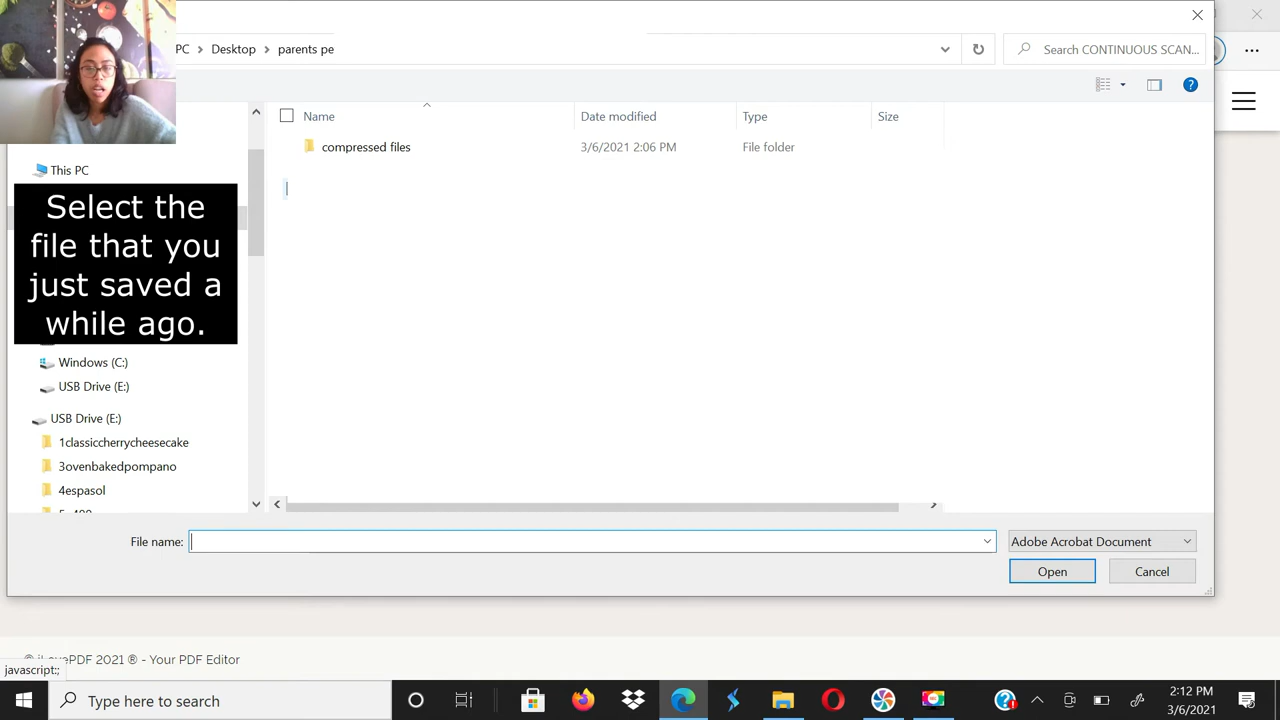 PC > Desktop > parents pe
Search CONTINUOUS SCAN...
Name
Date modified
Type
Size
compressed files
3/6/2021 2:06 PM
File folder
This PC
Select the
file that you
just saved a
while ago.
Windows (C:)
USB Drive (E:)
USB Drive (E:)
1classiccherrycheesecake
3ovenbakedpompano
4espasol
File name:
Adobe Acrobat Document
Open
Cancel
© iLovePDF 2021 ® - Your PDF Editor
javascript:;
Type here to search
2:12 PM
3/6/2021